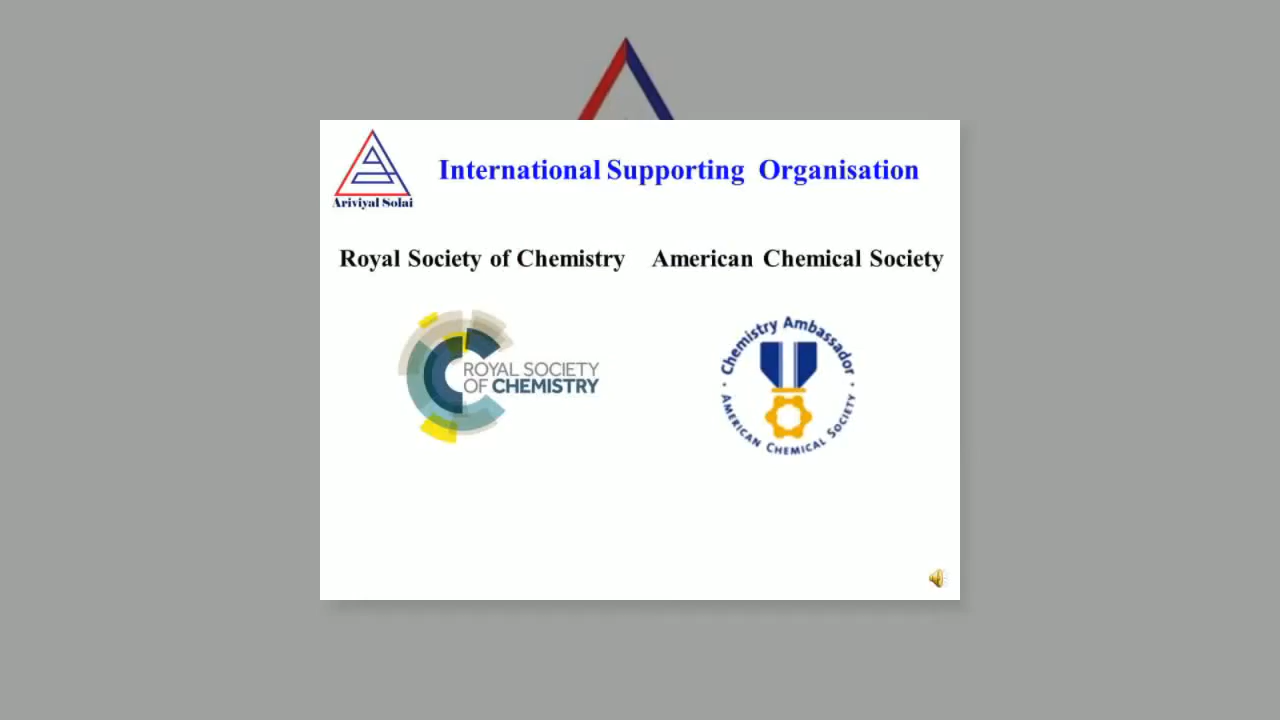 International Supporting Organisation
Ariviyal Solai
Royal Society of Chemistry
American Chemical Society
ROYAL SOCIETY
OF CHEMISTRY
Chemistry Ambassador
AMERICAN CHEMICAL SOCIETY